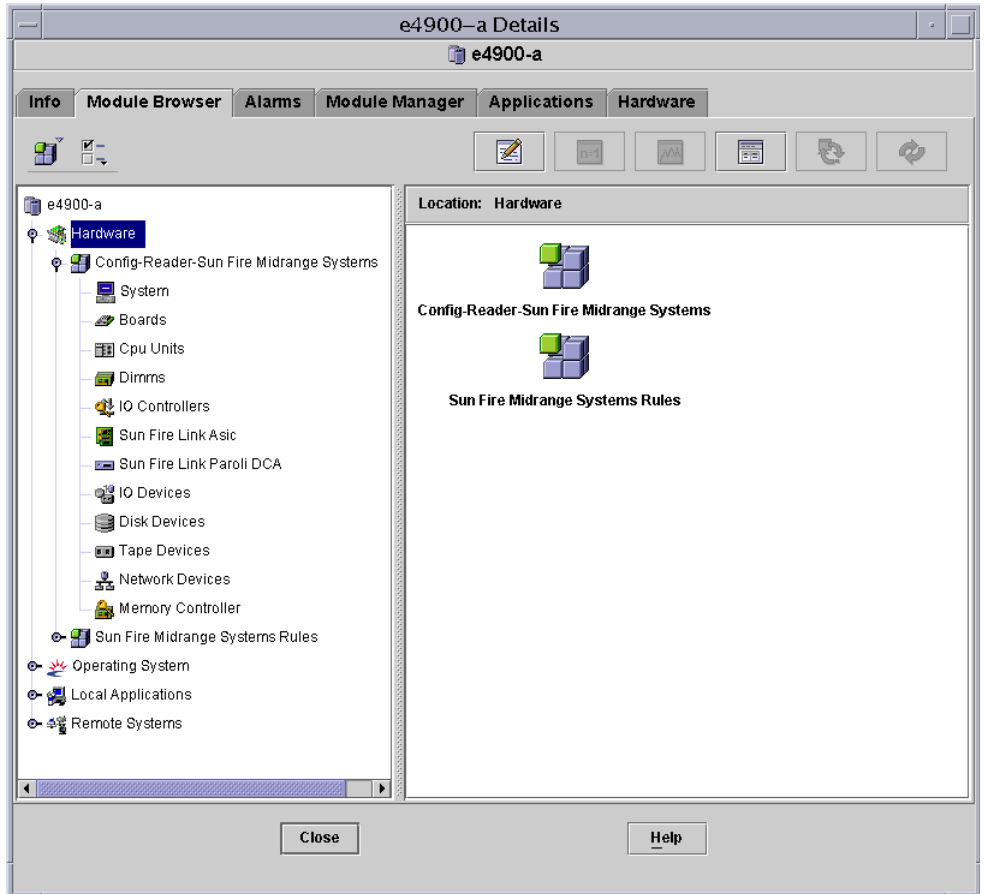 e4900–a Details
e4900-a
Info Module Browser Alarms Module Manager Applications Hardware
n=1
e4900-a
Hardware
Config-Reader-Sun Fire Midrange Systems
System
Boards
Cpu Units
Dimms
IO Controllers
Sun Fire Link Asic
Sun Fire Link Paroli DCA
IO Devices
Disk Devices
Tape Devices
Network Devices
Memory Controller
Sun Fire Midrange Systems Rules
Operating System
Local Applications
Remote Systems
Location: Hardware
Config-Reader-Sun Fire Midrange Systems
Sun Fire Midrange Systems Rules
Close Help